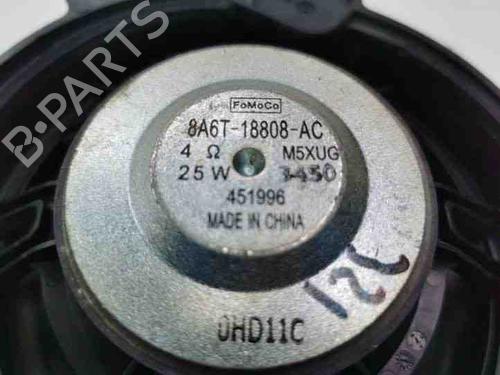 FoMoCo
8A6T-18808-AC
4 Ω M5XUG
25 W 3450
451996
MADE IN CHINA
0HD11C
B-PARTS